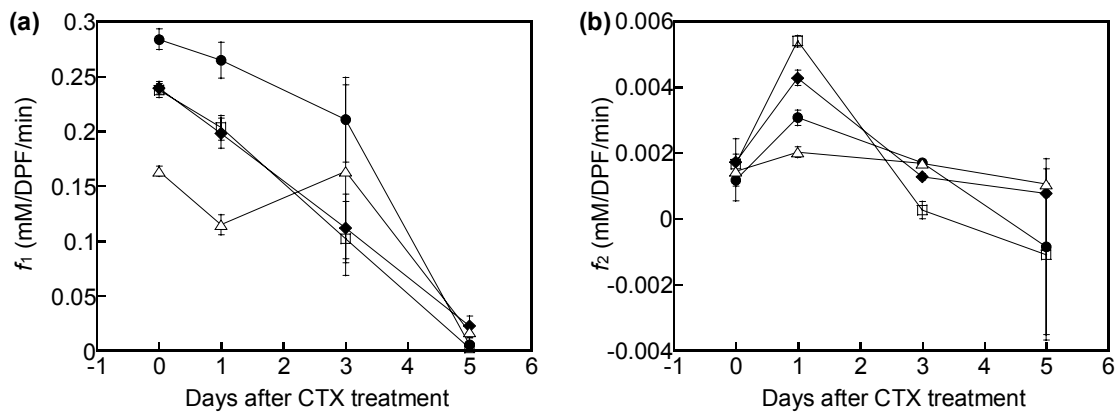 (a)
f1 (mM/DPF/min)
0.3
0.25
0.2
0.15
0.1
0.05
0
-1 0 1 2 3 4 5 6
Days after CTX treatment
(b)
f2 (mM/DPF/min)
0.006
0.004
0.002
0
-0.002
-0.004
-1 0 1 2 3 4 5 6
Days after CTX treatment